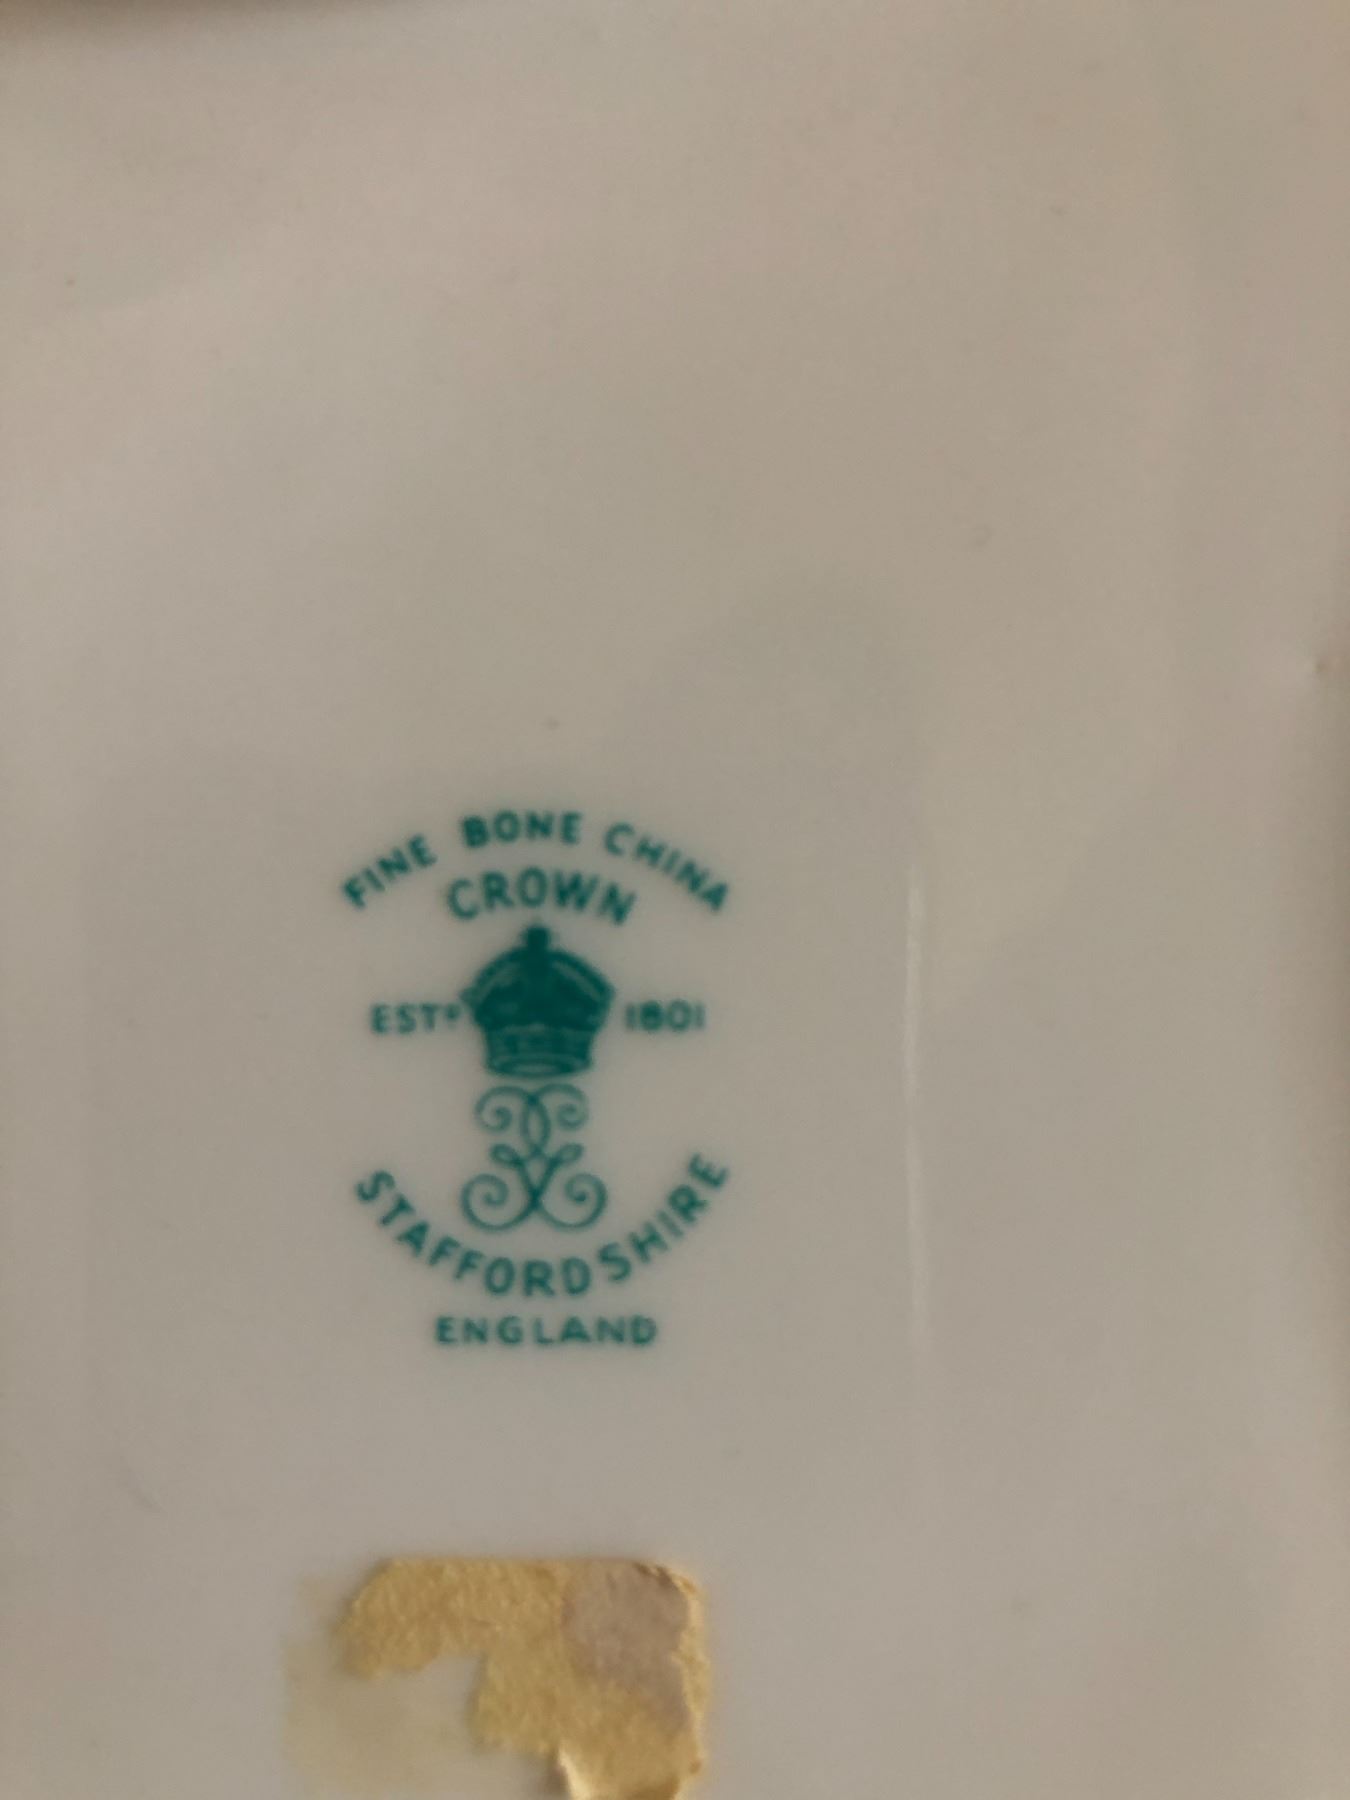 FINE BONE CHINA
CROWN
ESTD 1801
STAFFORDSHIRE
ENGLAND